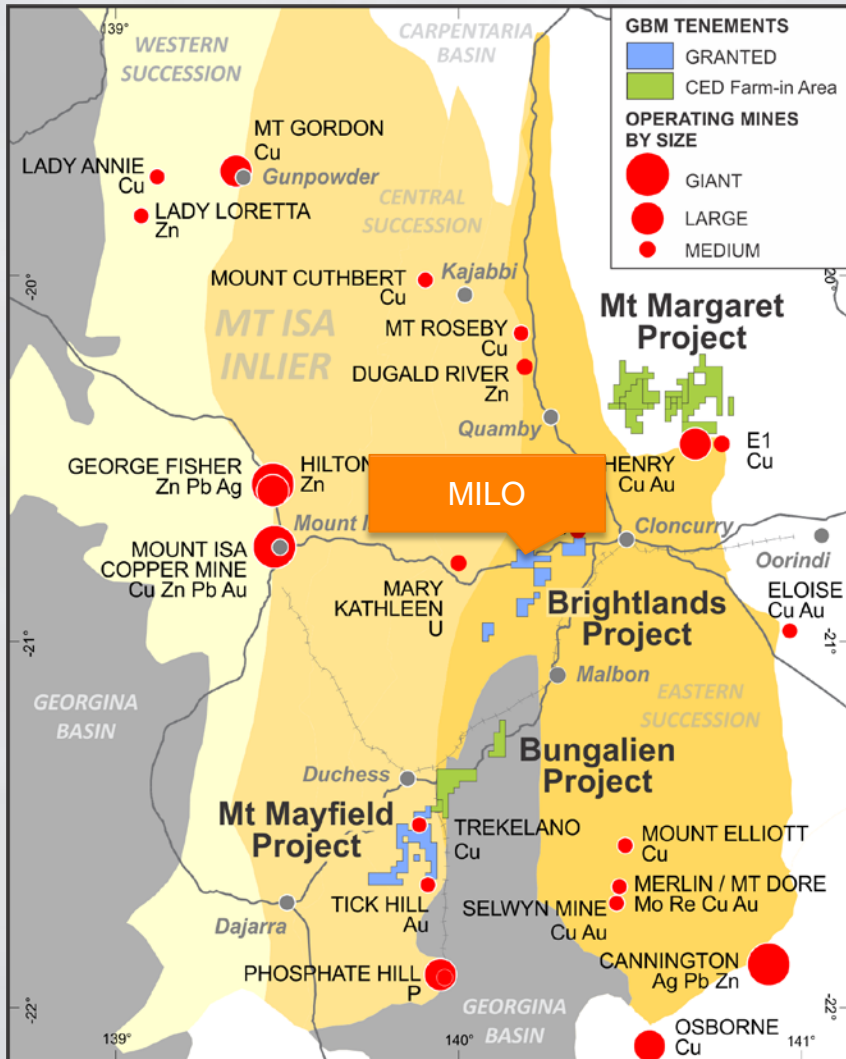 139°
WESTERN
SUCCESSION
CARPENTARIA
BASIN
GBM TENEMENTS
GRANTED
CED Farm-in Area
OPERATING MINES
BY SIZE
GIANT
LARGE
MEDIUM
MT GORDON
Cu
Gunpowder
LADY ANNIE
Cu
LADY LORETTA
Zn
CENTRAL
SUCCESSION
-20°
20°
MOUNT CUTHBERT
Cu
Kajabbi
MT ISA
INLIER
MT ROSEBY
Cu
DUGALD RIVER
Zn
Mt Margaret
Project
Quamby
GEORGE FISHER
Zn Pb Ag
HILTON
Zn
MILO
HENRY
Cu Au
E1
Cu
Mount I
Cloncurry
Oorindi
MOUNT ISA
COPPER MINE
Cu Zn Pb Au
MARY
KATHLEEN
U
Brightlands
Project
ELOISE
Cu Au
-21°
-21°
Malbon
GEORGINA
BASIN
EASTERN
SUCCESSION
Bungalien
Project
Duchess
Mt Mayfield
Project
TREKELANO
Cu
MOUNT ELLIOTT
Cu
MERLIN / MT DORE
Mo Re Cu Au
TICK HILL
Au
SELWYN MINE
Cu Au
Dajarra
CANNINGTON
Ag Pb Zn
PHOSPHATE HILL
P
-22°
-22°
GEORGINA
BASIN
OSBORNE
Cu
139°
140°
141°